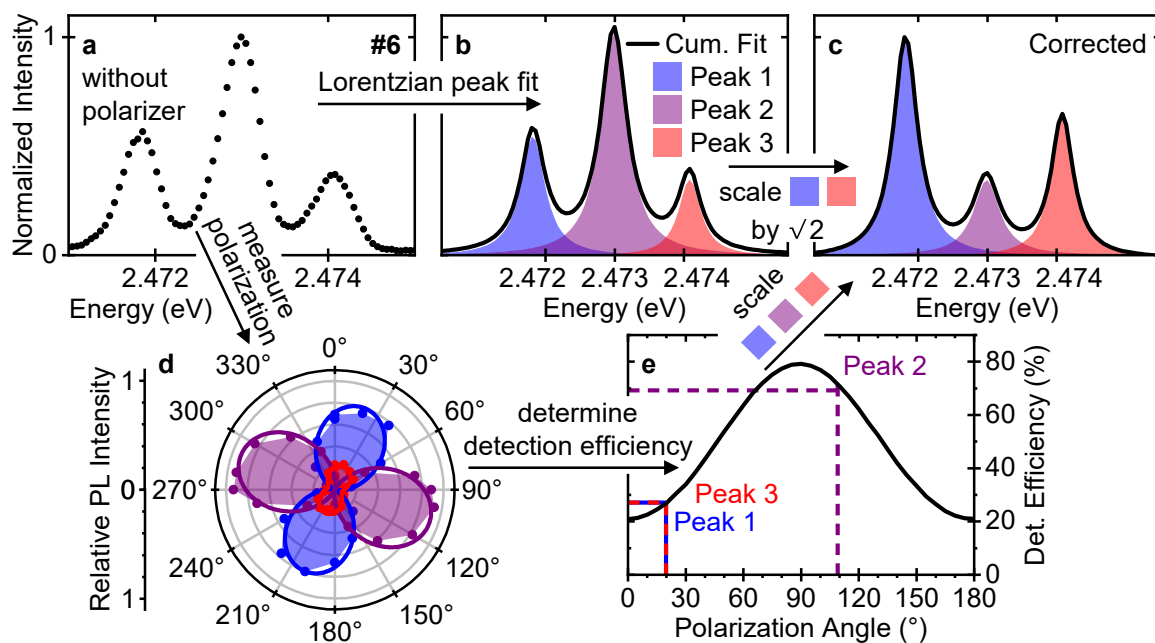 a
#6
without
polarizer
Normalized Intensity
1
0
2.472
2.474
Energy (eV)
Lorentzian peak fit
b
Cum. Fit
Peak 1
Peak 2
Peak 3
2.472
2.473
2.474
Energy (eV)
scale
by √2
c
Corrected
2.472
2.473
2.474
Energy (eV)
measure
polarization
scale
d
Relative PL Intensity
1
0
1
0°
30°
60°
90°
120°
150°
180°
210°
240°
270°
300°
330°
determine
detection efficiency
e
Peak 2
Peak 3
Peak 1
80
60
40
20
0
Det. Efficiency (%)
0
30
60
90
120
150
180
Polarization Angle (°)